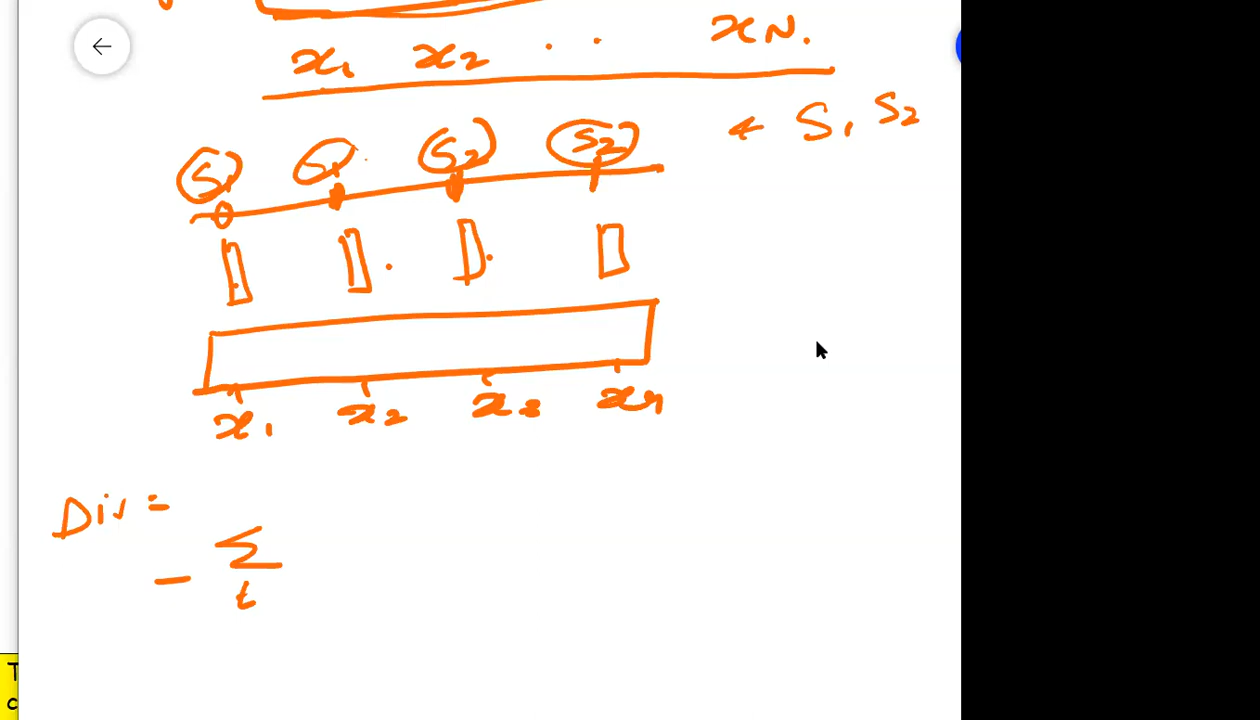 x1 x2 . . xN.
S1 S1 S2 S2 ← S1 S2
x1 x2 x3 x4
Div =
- Σ
t